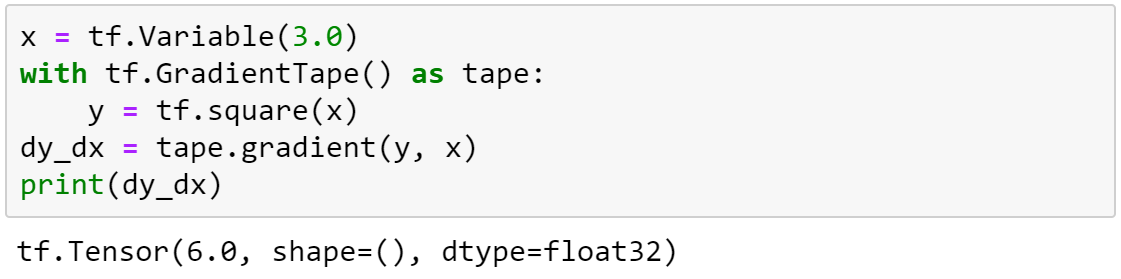 x = tf.Variable(3.0)
with tf.GradientTape() as tape:
    y = tf.square(x)
dy_dx = tape.gradient(y, x)
print(dy_dx)
tf.Tensor(6.0, shape=(), dtype=float32)